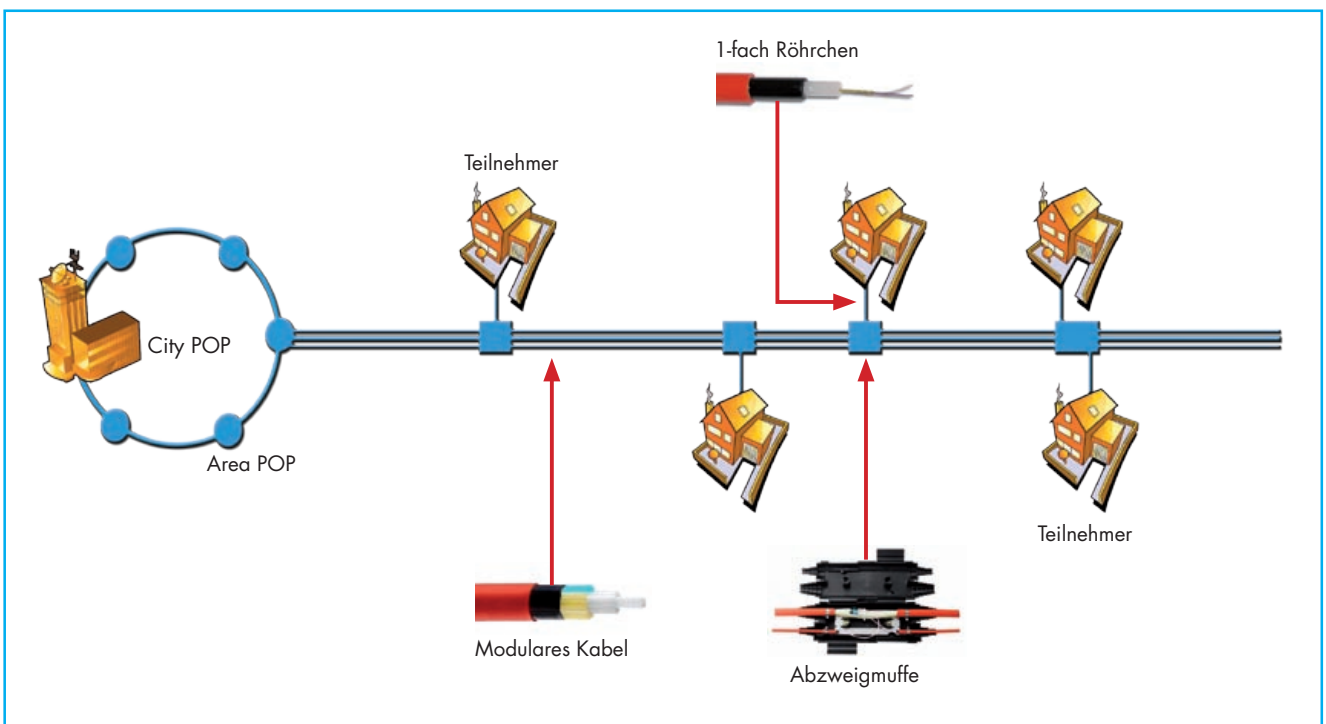 1-fach Röhrchen
Teilnehmer
City POP
Area POP
Teilnehmer
Modulares Kabel
Abzweigmuffe